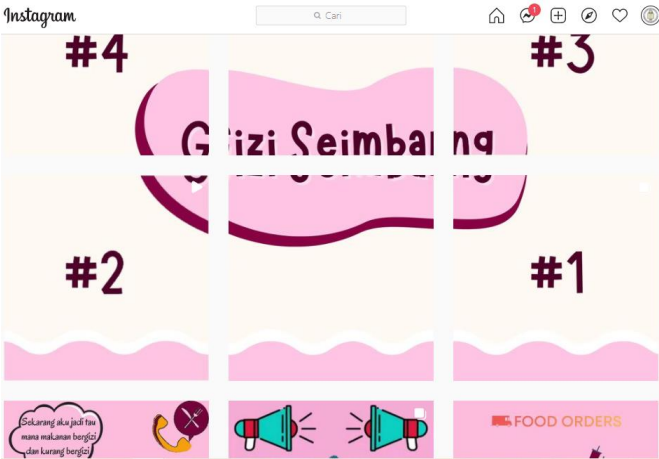 Instagram
Cari
1
#4
#3
Gizi Seimbang
#2
#1
Sekarang aku jadi tau
mana makanan bergizi
dan kurang bergizi
FOOD ORDERS